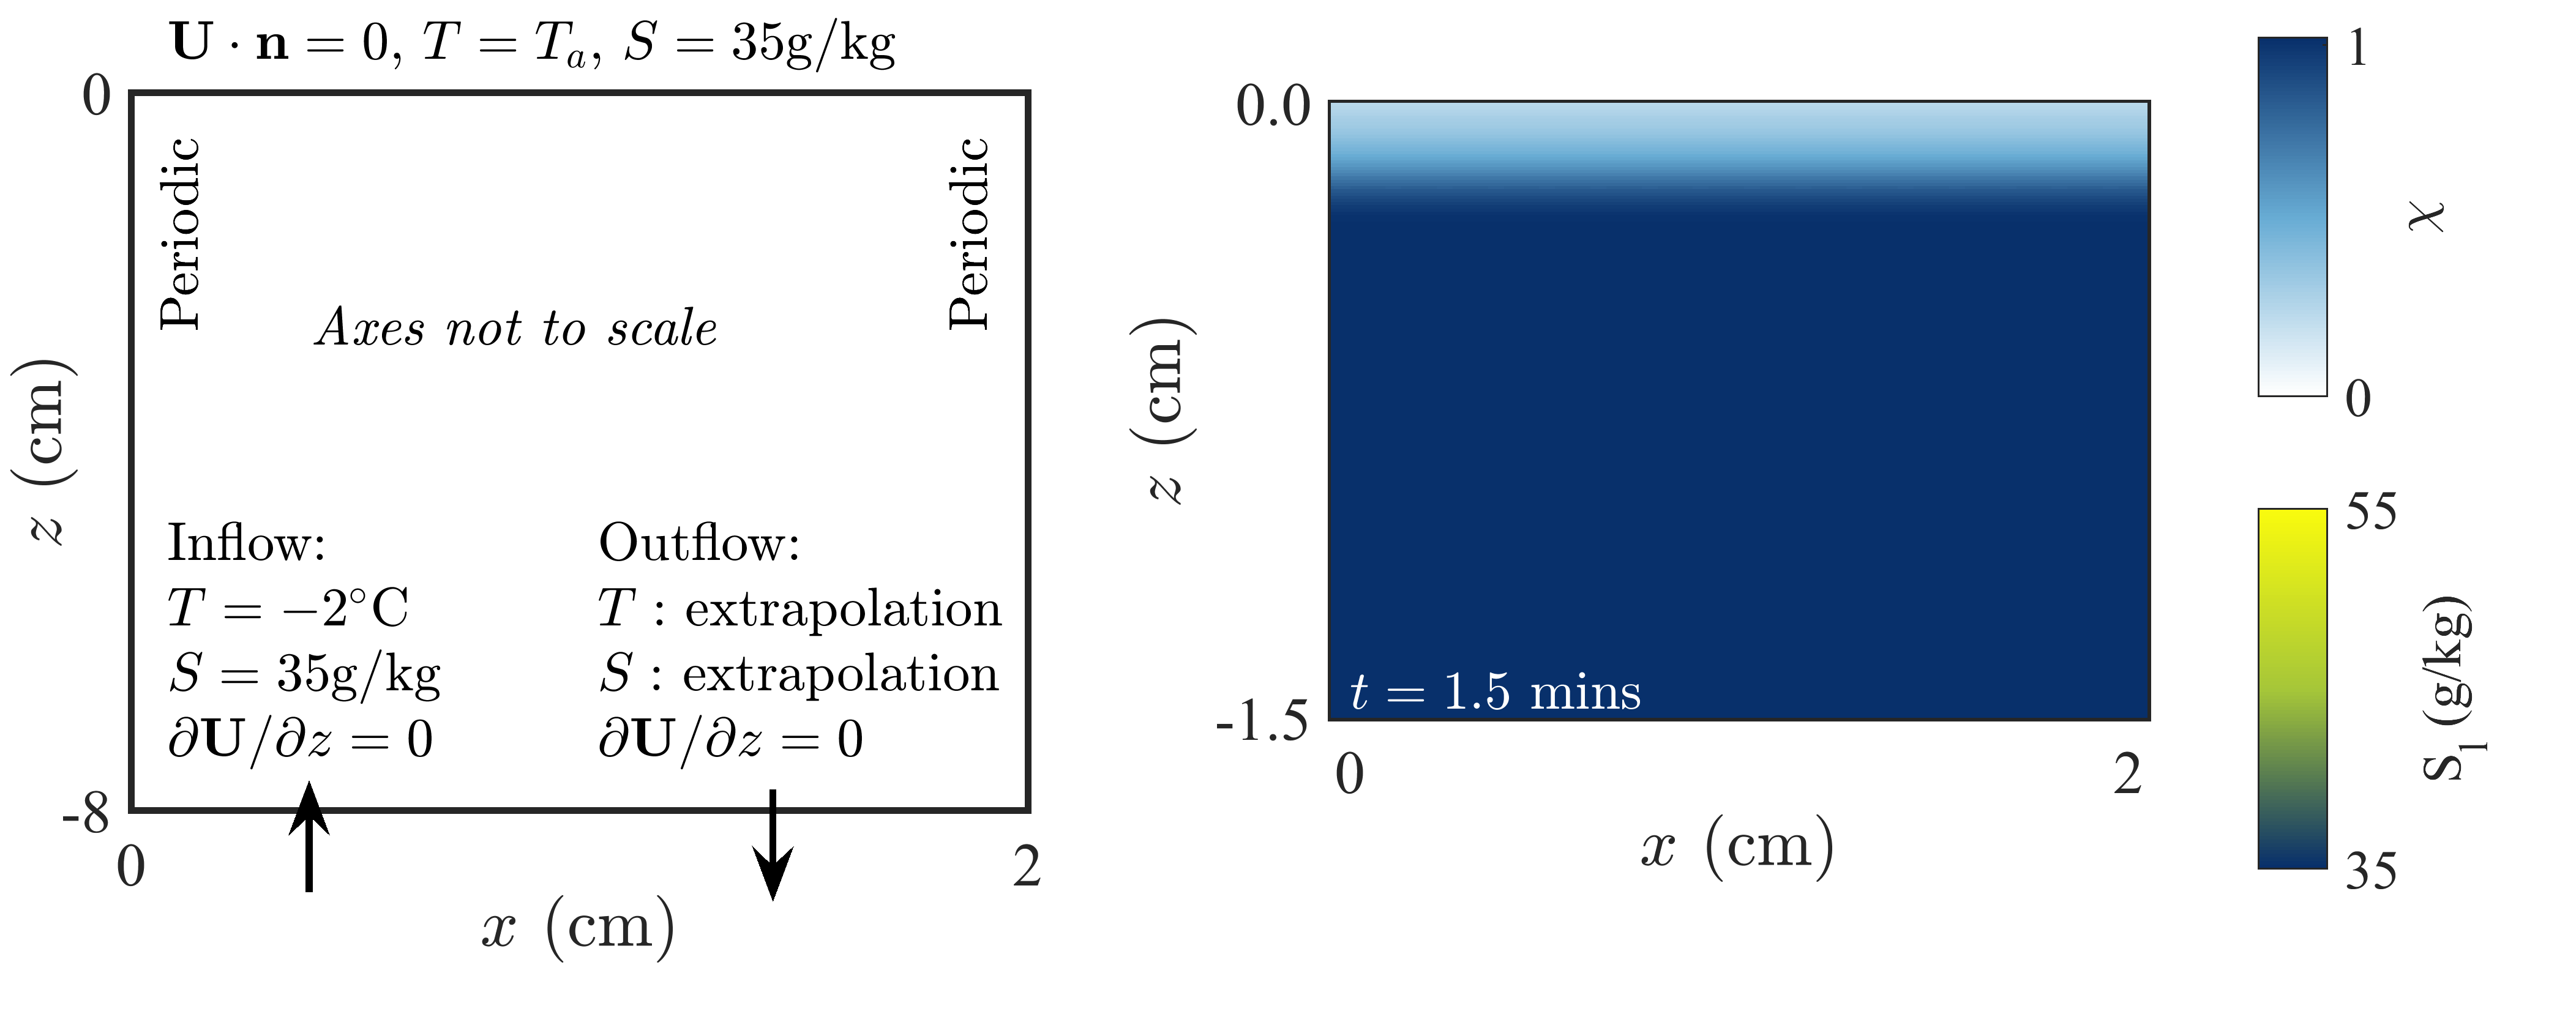 U · n = 0, T = Tₐ, S = 35g/kg
0
Periodic
Periodic
Axes not to scale
z (cm)
Inflow:
T = −2°C
S = 35g/kg
∂U/∂z = 0
Outflow:
T : extrapolation
S : extrapolation
∂U/∂z = 0
-8
0
2
x (cm)
0.0
z (cm)
t = 1.5 mins
-1.5
0
2
x (cm)
1
χ
0
55
S₁ (g/kg)
35